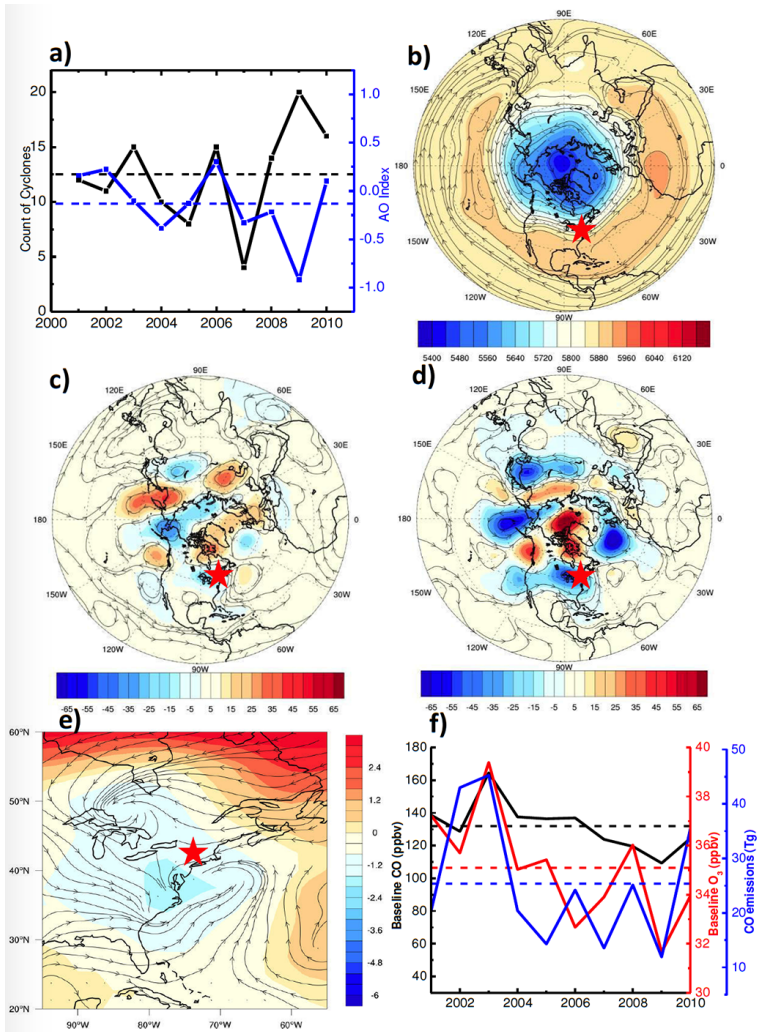 a)
Count of Cyclones
20
15
10
5
0
1.0
0.5
0.0
-0.5
-1.0
AO Index
2000 2002 2004 2006 2008 2010
b)
90E
120E 60E
150E 30E
180 0
150W 30W
120W 60W
90W
5400 5480 5560 5640 5720 5800 5880 5960 6040 6120
c)
90E
120E 60E
150E 30E
180 0
150W 30W
120W 60W
90W
-65 -55 -45 -35 -25 -15 -5 5 15 25 35 45 55 65
d)
90E
120E 60E
150E 30E
180 0
150W 30W
120W 60W
90W
-65 -55 -45 -35 -25 -15 -5 5 15 25 35 45 55 65
e)
60°N
50°N
40°N
30°N
20°N
90°W 80°W 70°W 60°W
2.4
1.2
0
-1.2
-2.4
-3.6
-4.8
-6
f)
Baseline CO (ppbv)
180
160
140
120
100
80
60
40
40
38
36
34
32
30
Baseline O3 (ppbv)
50
40
30
20
10
CO emissions (Tg)
2002 2004 2006 2008 2010